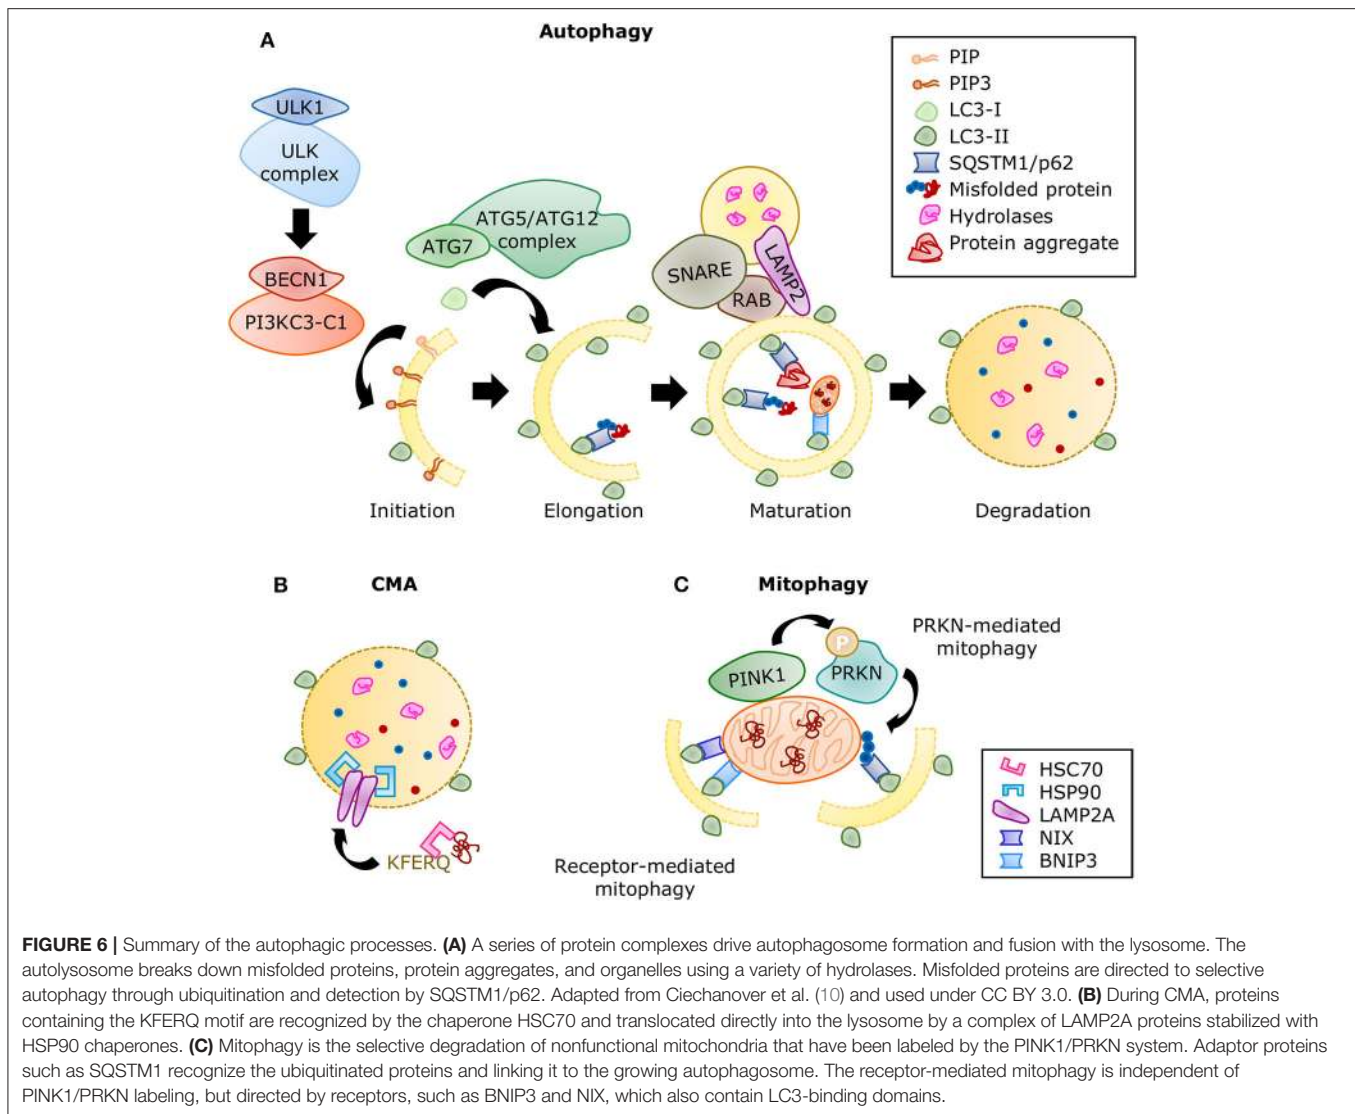 A
Autophagy
ULK1
ULK
complex
BECN1
PI3KC3-C1
ATG5/ATG12
complex
ATG7
SNARE
RAB
LAMP2
PIP
PIP3
LC3-I
LC3-II
SQSTM1/p62
Misfolded protein
Hydrolases
Protein aggregate
Initiation
Elongation
Maturation
Degradation
B
CMA
KFERQ
C
Mitophagy
PINK1
P
PRKN
PRKN-mediated
mitophagy
Receptor-mediated
mitophagy
HSC70
HSP90
LAMP2A
NIX
BNIP3
FIGURE 6 | Summary of the autophagic processes. (A) A series of protein complexes drive autophagosome formation and fusion with the lysosome. The
autolysosome breaks down misfolded proteins, protein aggregates, and organelles using a variety of hydrolases. Misfolded proteins are directed to selective
autophagy through ubiquitination and detection by SQSTM1/p62. Adapted from Ciechanover et al. (10) and used under CC BY 3.0. (B) During CMA, proteins
containing the KFERQ motif are recognized by the chaperone HSC70 and translocated directly into the lysosome by a complex of LAMP2A proteins stabilized with
HSP90 chaperones. (C) Mitophagy is the selective degradation of nonfunctional mitochondria that have been labeled by the PINK1/PRKN system. Adaptor proteins
such as SQSTM1 recognize the ubiquitinated proteins and linking it to the growing autophagosome. The receptor-mediated mitophagy is independent of
PINK1/PRKN labeling, but directed by receptors, such as BNIP3 and NIX, which also contain LC3-binding domains.